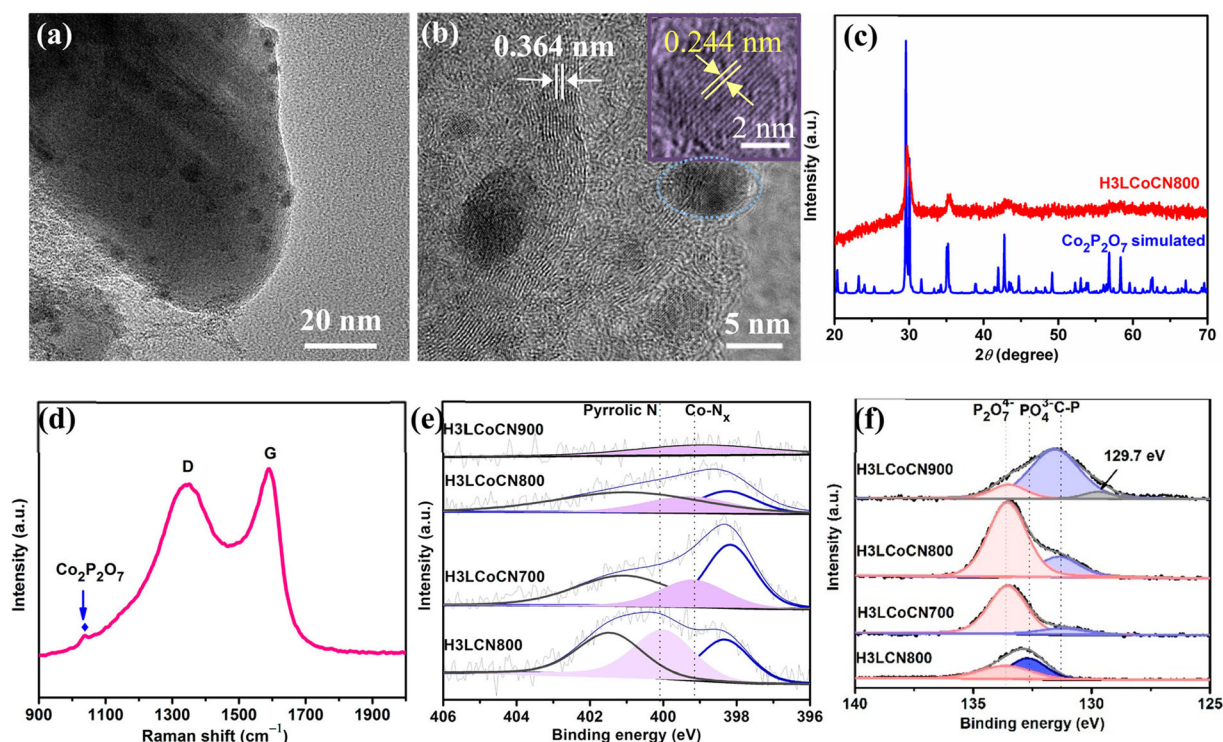 (a)
20 nm
(b)
0.364 nm
0.244 nm
2 nm
5 nm
(c)
Intensity (a.u.)
H3LCoCN800
Co₂P₂O₇ simulated
20 30 40 50 60 70
2θ (degree)
(d)
Intensity (a.u.)
D
G
Co₂P₂O₇
900 1100 1300 1500 1700 1900
Raman shift (cm⁻¹)
(e)
Intensity (a.u.)
Pyrrolic N
Co-Nₓ
H3LCoCN900
H3LCoCN800
H3LCoCN700
H3LCN800
406 404 402 400 398 396
Binding energy (eV)
(f)
Intensity (a.u.)
P₂O₇⁴⁻ PO₄³⁻ C-P
H3LCoCN900
129.7 eV
H3LCoCN800
H3LCoCN700
H3LCN800
140 135 130 125
Binding energy (eV)